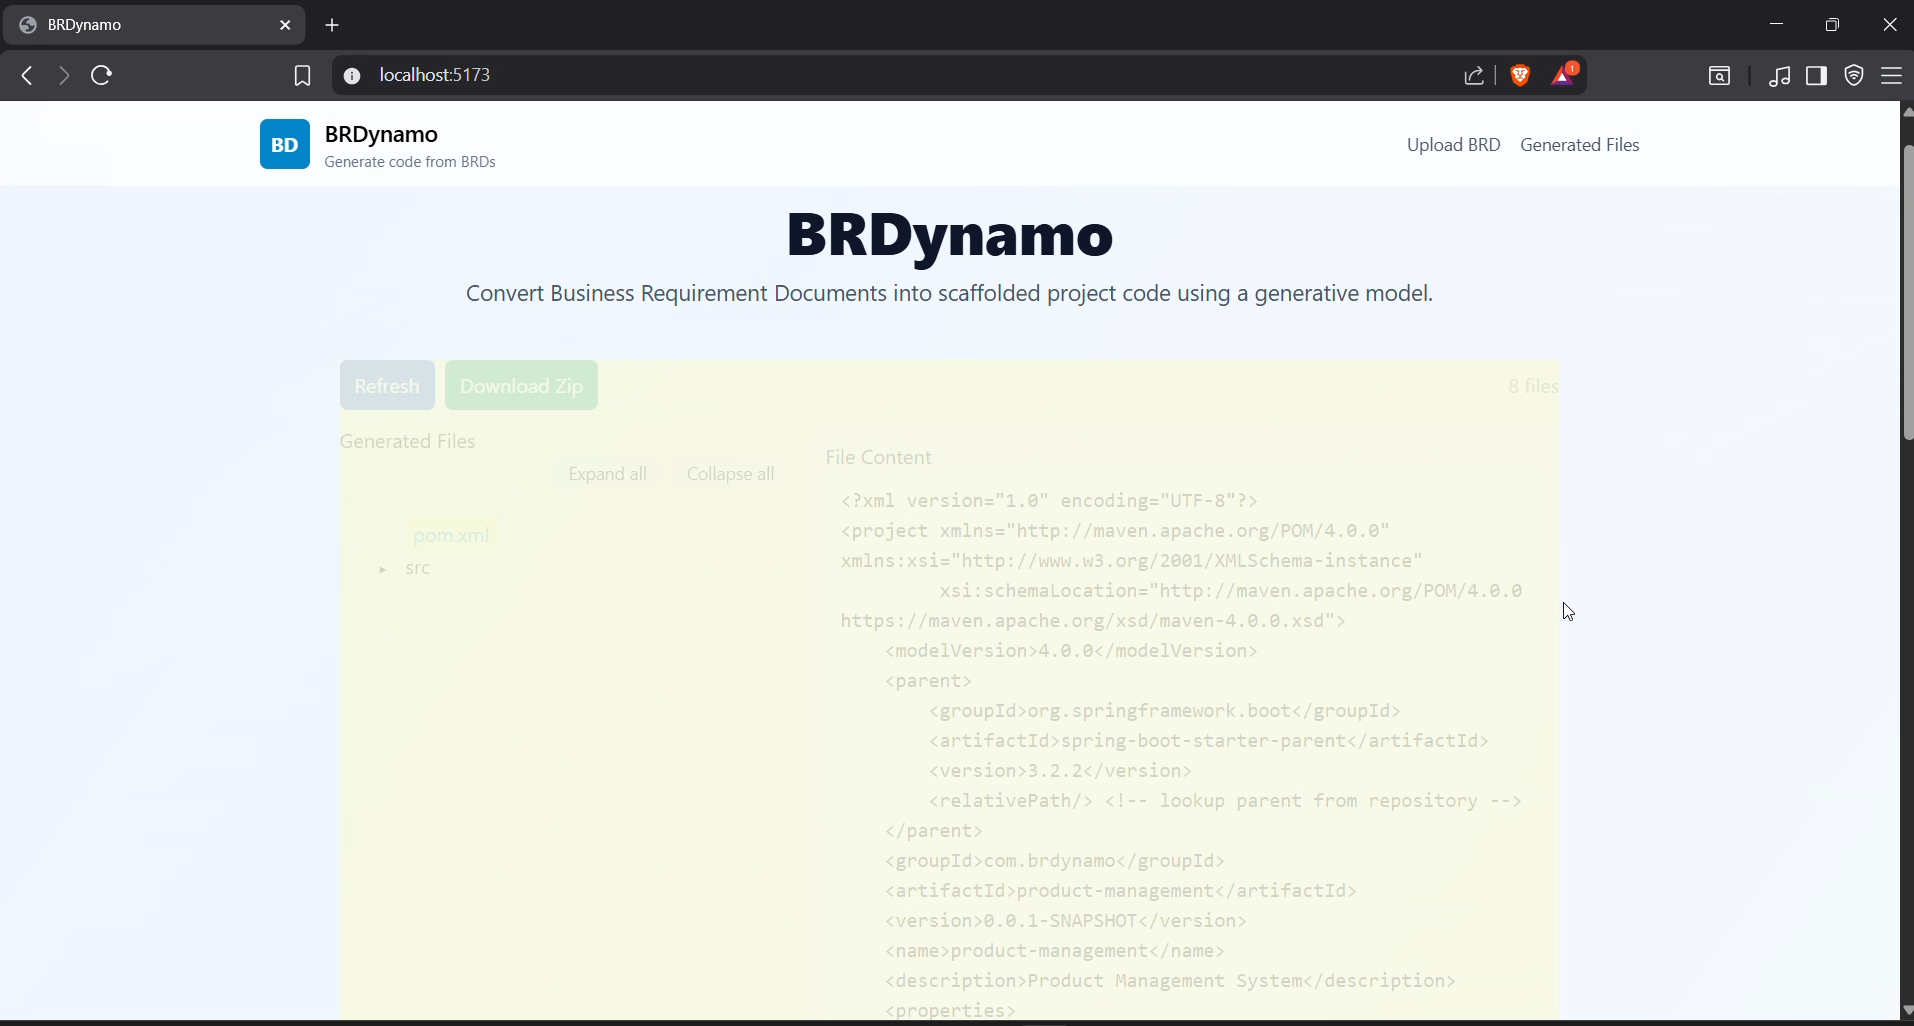 BRDynamo
localhost:5173
1
BD
BRDynamo
Generate code from BRDs
Upload BRD
Generated Files
BRDynamo
Convert Business Requirement Documents into scaffolded project code using a generative model.
Refresh
Download Zip
8 files
Generated Files
Expand all
Collapse all
pom.xml
src
File Content
<?xml version="1.0" encoding="UTF-8"?>
<project xmlns="http://maven.apache.org/POM/4.0.0"
xmlns:xsi="http://www.w3.org/2001/XMLSchema-instance"
xsi:schemaLocation="http://maven.apache.org/POM/4.0.0
https://maven.apache.org/xsd/maven-4.0.0.xsd">
<modelVersion>4.0.0</modelVersion>
<parent>
<groupId>org.springframework.boot</groupId>
<artifactId>spring-boot-starter-parent</artifactId>
<version>3.2.2</version>
<relativePath/> <!-- lookup parent from repository -->
</parent>
<groupId>com.brdynamo</groupId>
<artifactId>product-management</artifactId>
<version>0.0.1-SNAPSHOT</version>
<name>product-management</name>
<description>Product Management System</description>
<properties>